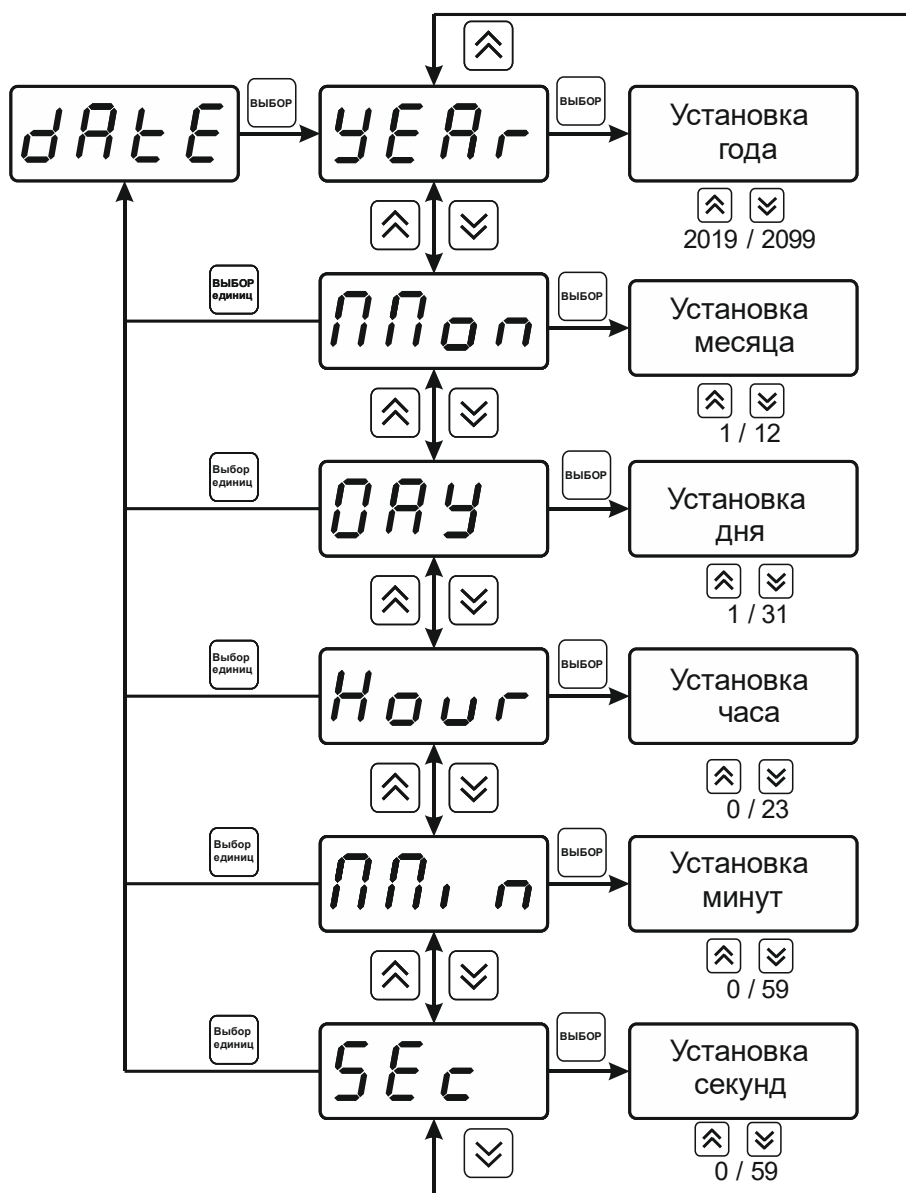 dAtE
ВЫБОР
YEAr
ВЫБОР
Установка
года
2019 / 2099
ВЫБОР
единиц
ММon
ВЫБОР
Установка
месяца
1 / 12
Выбор
единиц
DAY
ВЫБОР
Установка
дня
1 / 31
Выбор
единиц
Hour
ВЫБОР
Установка
часа
0 / 23
Выбор
единиц
ММin
ВЫБОР
Установка
минут
0 / 59
Выбор
единиц
SEc
ВЫБОР
Установка
секунд
0 / 59